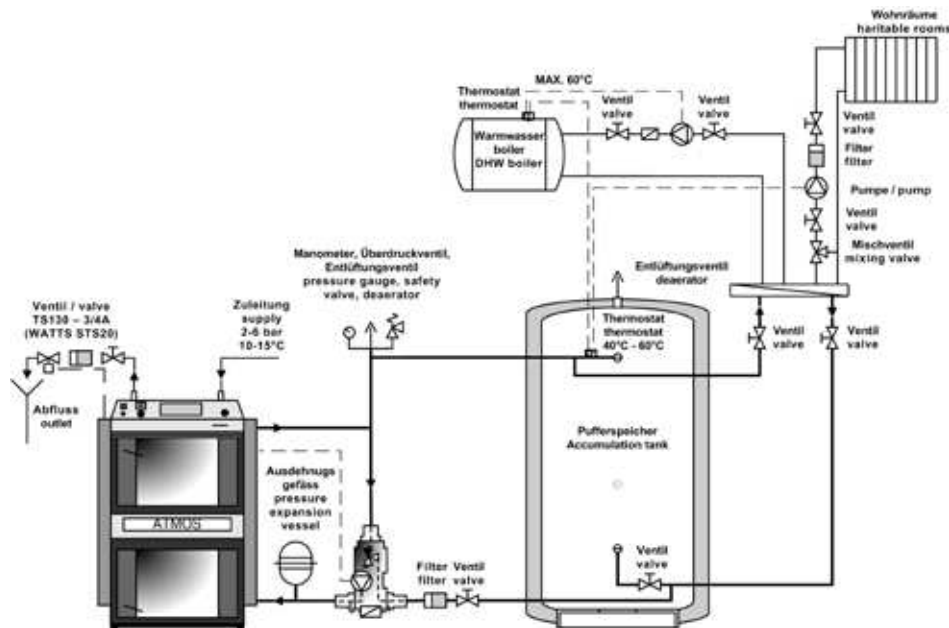 Wohnräume
haritable rooms
MAX. 60°C
Thermostat
thermostat
Ventil
valve
Ventil
valve
Warmwasser
boiler
DHW boiler
Ventil
valve
Filter
filter
Pumpe / pump
Ventil
valve
Mischventil
mixing valve
Manometer, Überdruckventil,
Entlüftungsventil
pressure gauge, safety
valve, deaerator
Entlüftungsventil
deaerator
Ventil / valve
TS130 – 3/4A
(WATTS STS20)
Zuleitung
supply
2-6 bar
10-15°C
Thermostat
thermostat
40°C - 60°C
Ventil
valve
Ventil
valve
Abfluss
outlet
Pufferspeicher
Accumulation tank
Ausdehnugs
gefäss
pressure
expansion
vessel
ATMOS
Filter
filter
Ventil
valve
Ventil
valve